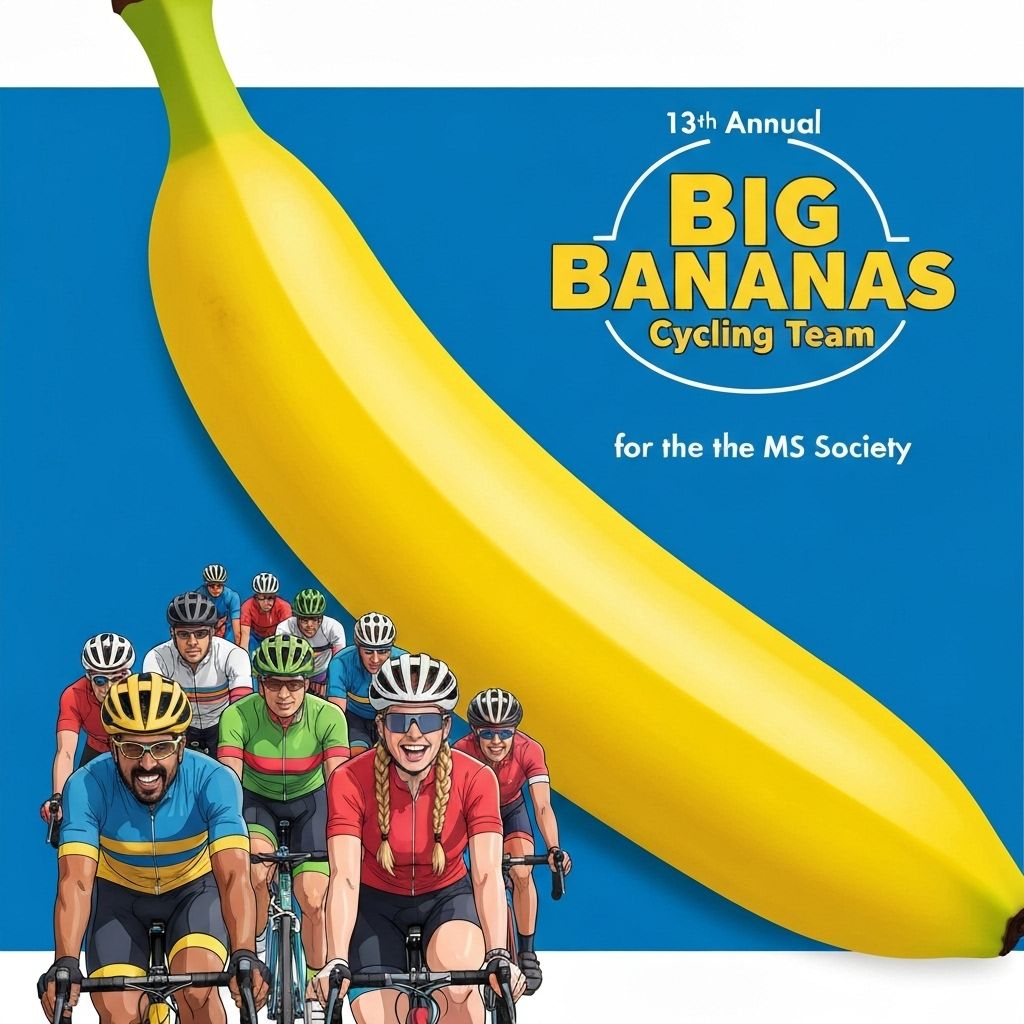 13th Annual
BIG
BANANAS
Cycling Team
for the the MS Society